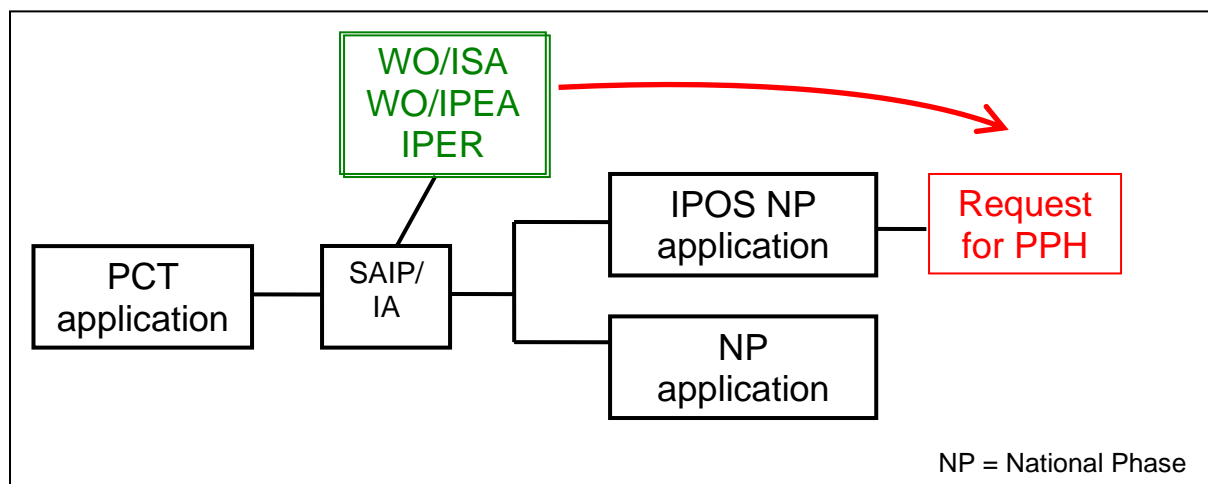 WO/ISA
WO/IPEA
IPER
PCT
application
SAIP/
IA
IPOS NP
application
Request
for PPH
NP
application
NP = National Phase